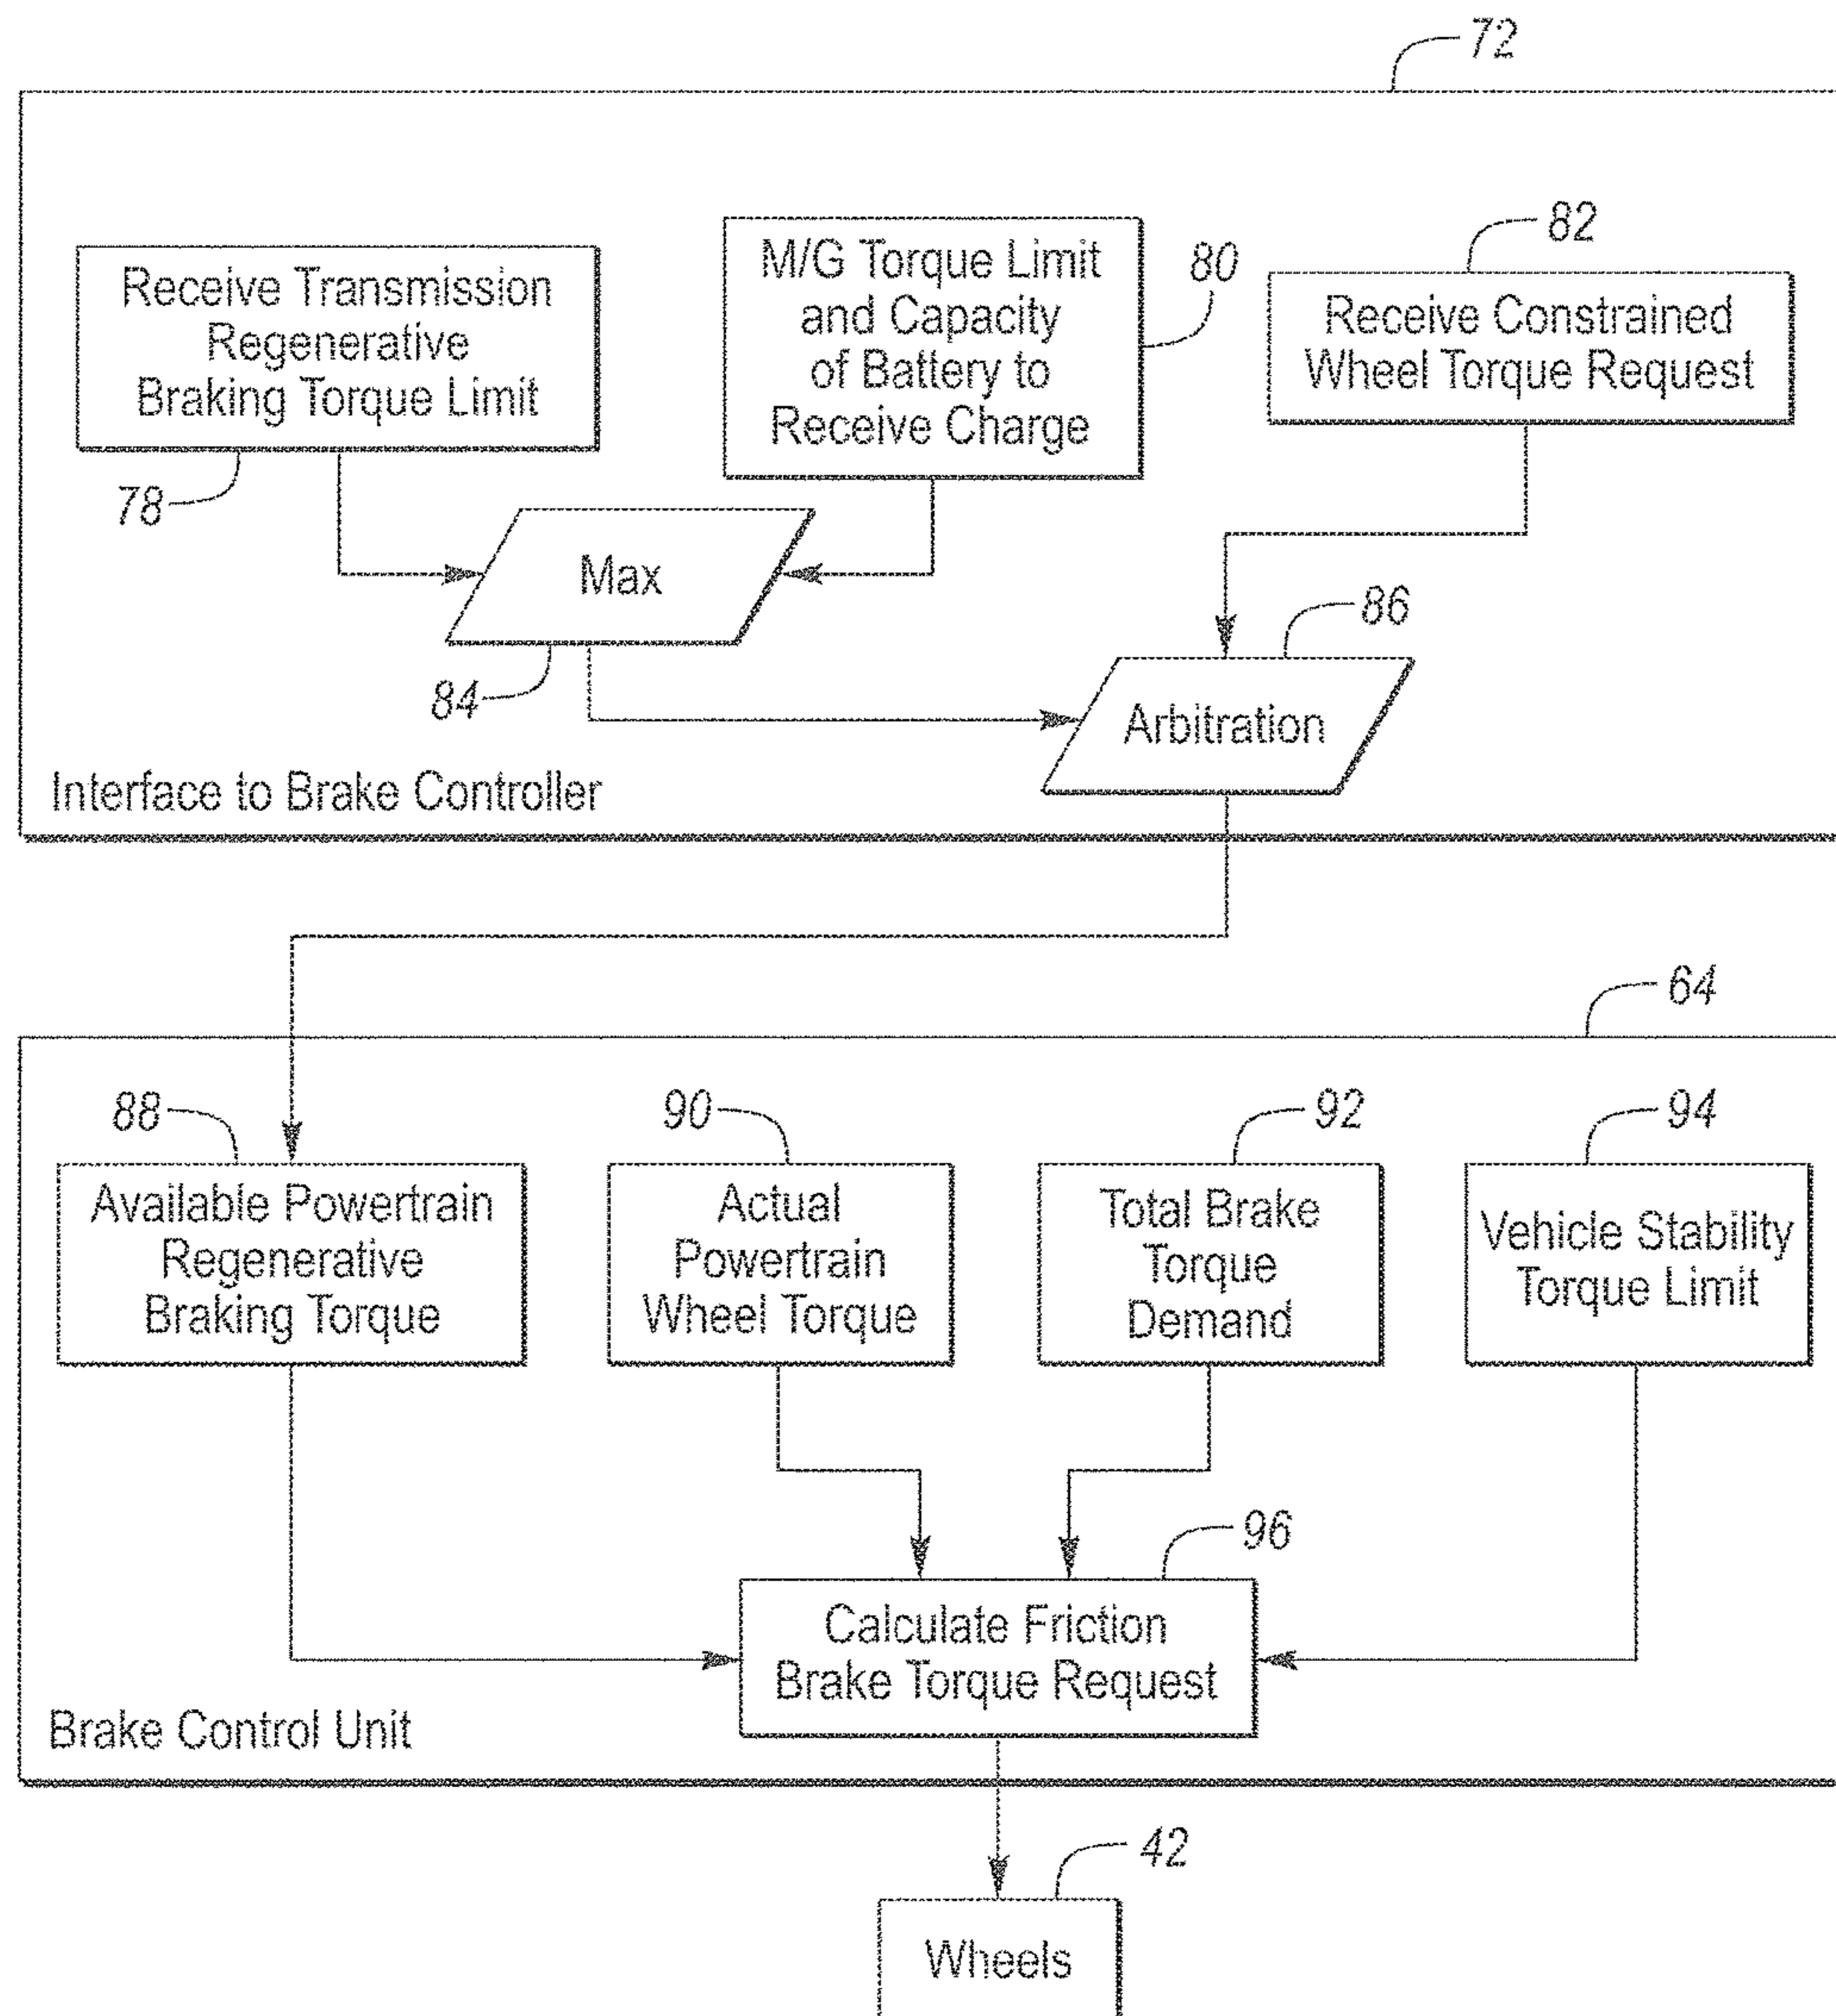 72
Receive Transmission
Regenerative
Braking Torque Limit
78
M/G Torque Limit
and Capacity
of Battery to
Receive Charge
80
82
Receive Constrained
Wheel Torque Request
Max
84
86
Arbitration
Interface to Brake Controller
64
88
Available Powertrain
Regenerative
Braking Torque
90
Actual
Powertrain
Wheel Torque
92
Total Brake
Torque
Demand
94
Vehicle Stability
Torque Limit
96
Calculate Friction
Brake Torque Request
Brake Control Unit
42
Wheels